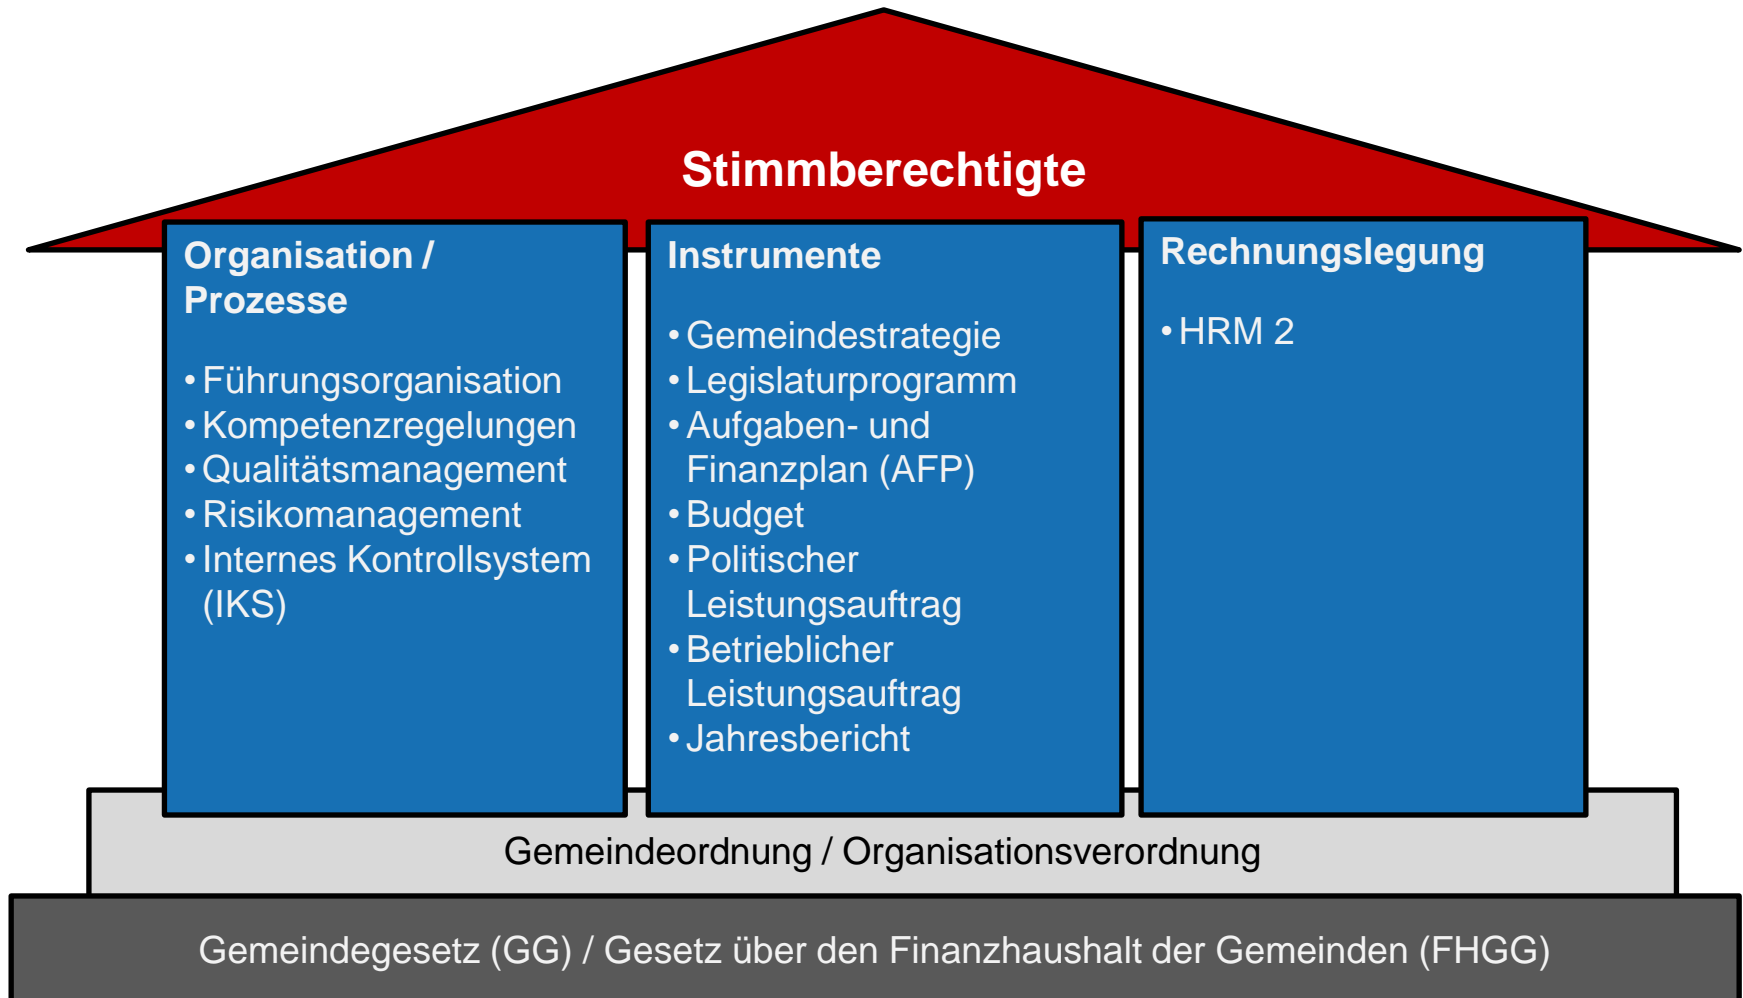 Stimmberechtigte
Organisation /
Prozesse
• Führungsorganisation
• Kompetenzregelungen
• Qualitätsmanagement
• Risikomanagement
• Internes Kontrollsystem
(IKS)
Instrumente
• Gemeindestrategie
• Legislaturprogramm
• Aufgaben- und
Finanzplan (AFP)
• Budget
• Politischer
Leistungsauftrag
• Betrieblicher
Leistungsauftrag
• Jahresbericht
Rechnungslegung
• HRM 2
Gemeindeordnung / Organisationsverordnung
Gemeindegesetz (GG) / Gesetz über den Finanzhaushalt der Gemeinden (FHGG)